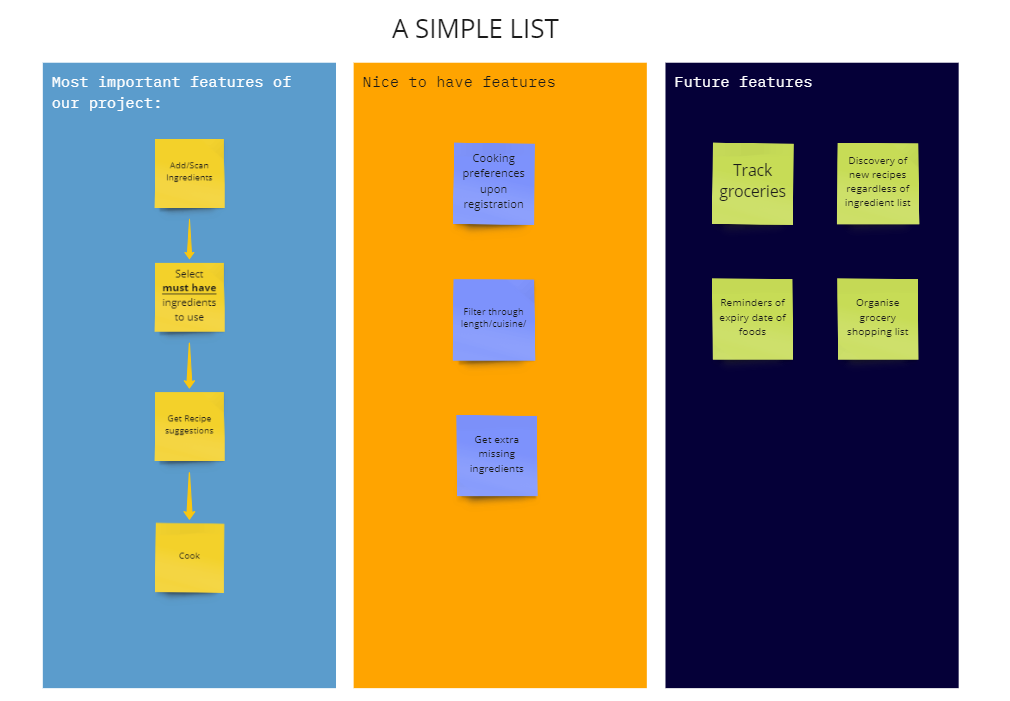 A SIMPLE LIST
Most important features of
our project:
Add/Scan
Ingredients
Select
must have
ingredients
to use
Get Recipe
suggestions
Cook
Nice to have features
Cooking
preferences
upon
registration
Filter through
length/cuisine/
Get extra
missing
ingredients
Future features
Track
groceries
Discovery of
new recipes
regardless of
ingredient list
Reminders of
expiry date of
foods
Organise
grocery
shopping list